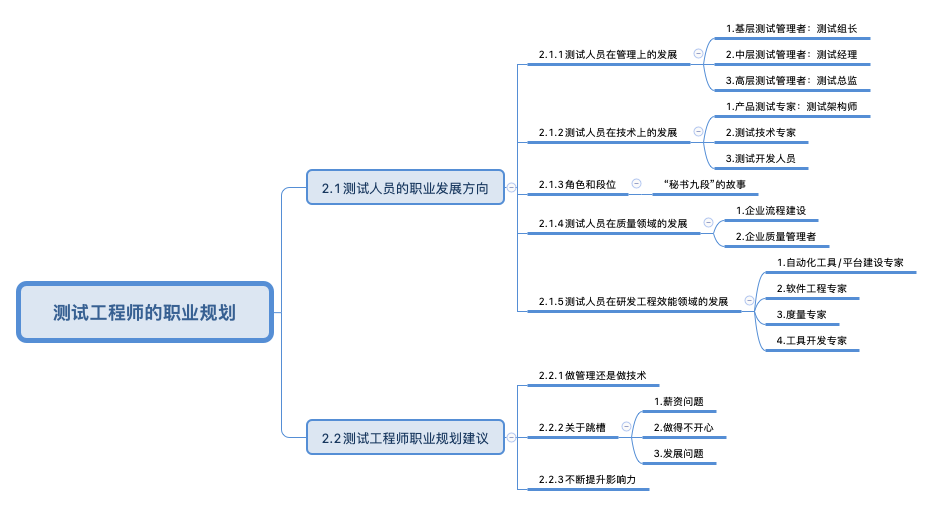 测试工程师的职业规划
2.1测试人员的职业发展方向
2.1.1测试人员在管理上的发展
1.基层测试管理者：测试组长
2.中层测试管理者：测试经理
3.高层测试管理者：测试总监
2.1.2测试人员在技术上的发展
1.产品测试专家：测试架构师
2.测试技术专家
3.测试开发人员
2.1.3角色和段位
“秘书九段”的故事
2.1.4测试人员在质量领域的发展
1.企业流程建设
2.企业质量管理者
2.1.5测试人员在研发工程效能领域的发展
1.自动化工具/平台建设专家
2.软件工程专家
3.度量专家
4.工具开发专家
2.2测试工程师职业规划建议
2.2.1做管理还是做技术
2.2.2关于跳槽
1.薪资问题
2.做得不开心
3.发展问题
2.2.3不断提升影响力